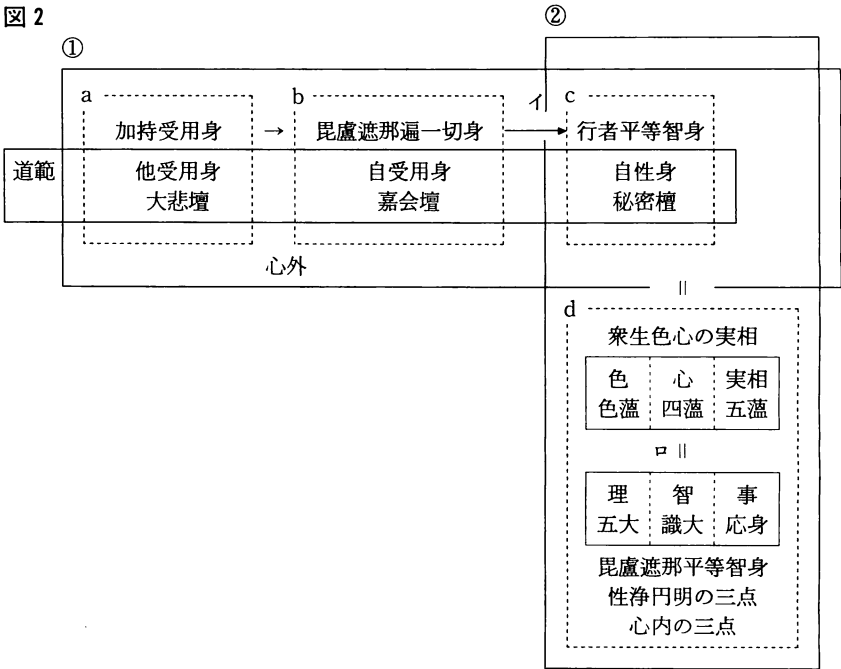 図2
②
①
a
b
イ
c
加持受用身 → 毘盧遮那遍一切身 → 行者平等智身
道範 他受用身 自受用身 自性身
大悲壇 嘉会壇 秘密檀
心外
||
d
衆生色心の実相
色 心 実相
色薀 四薀 五薀
ロ ||
理 智 事
五大 識大 応身
毘盧遮那平等智身
性浄円明の三点
心内の三点